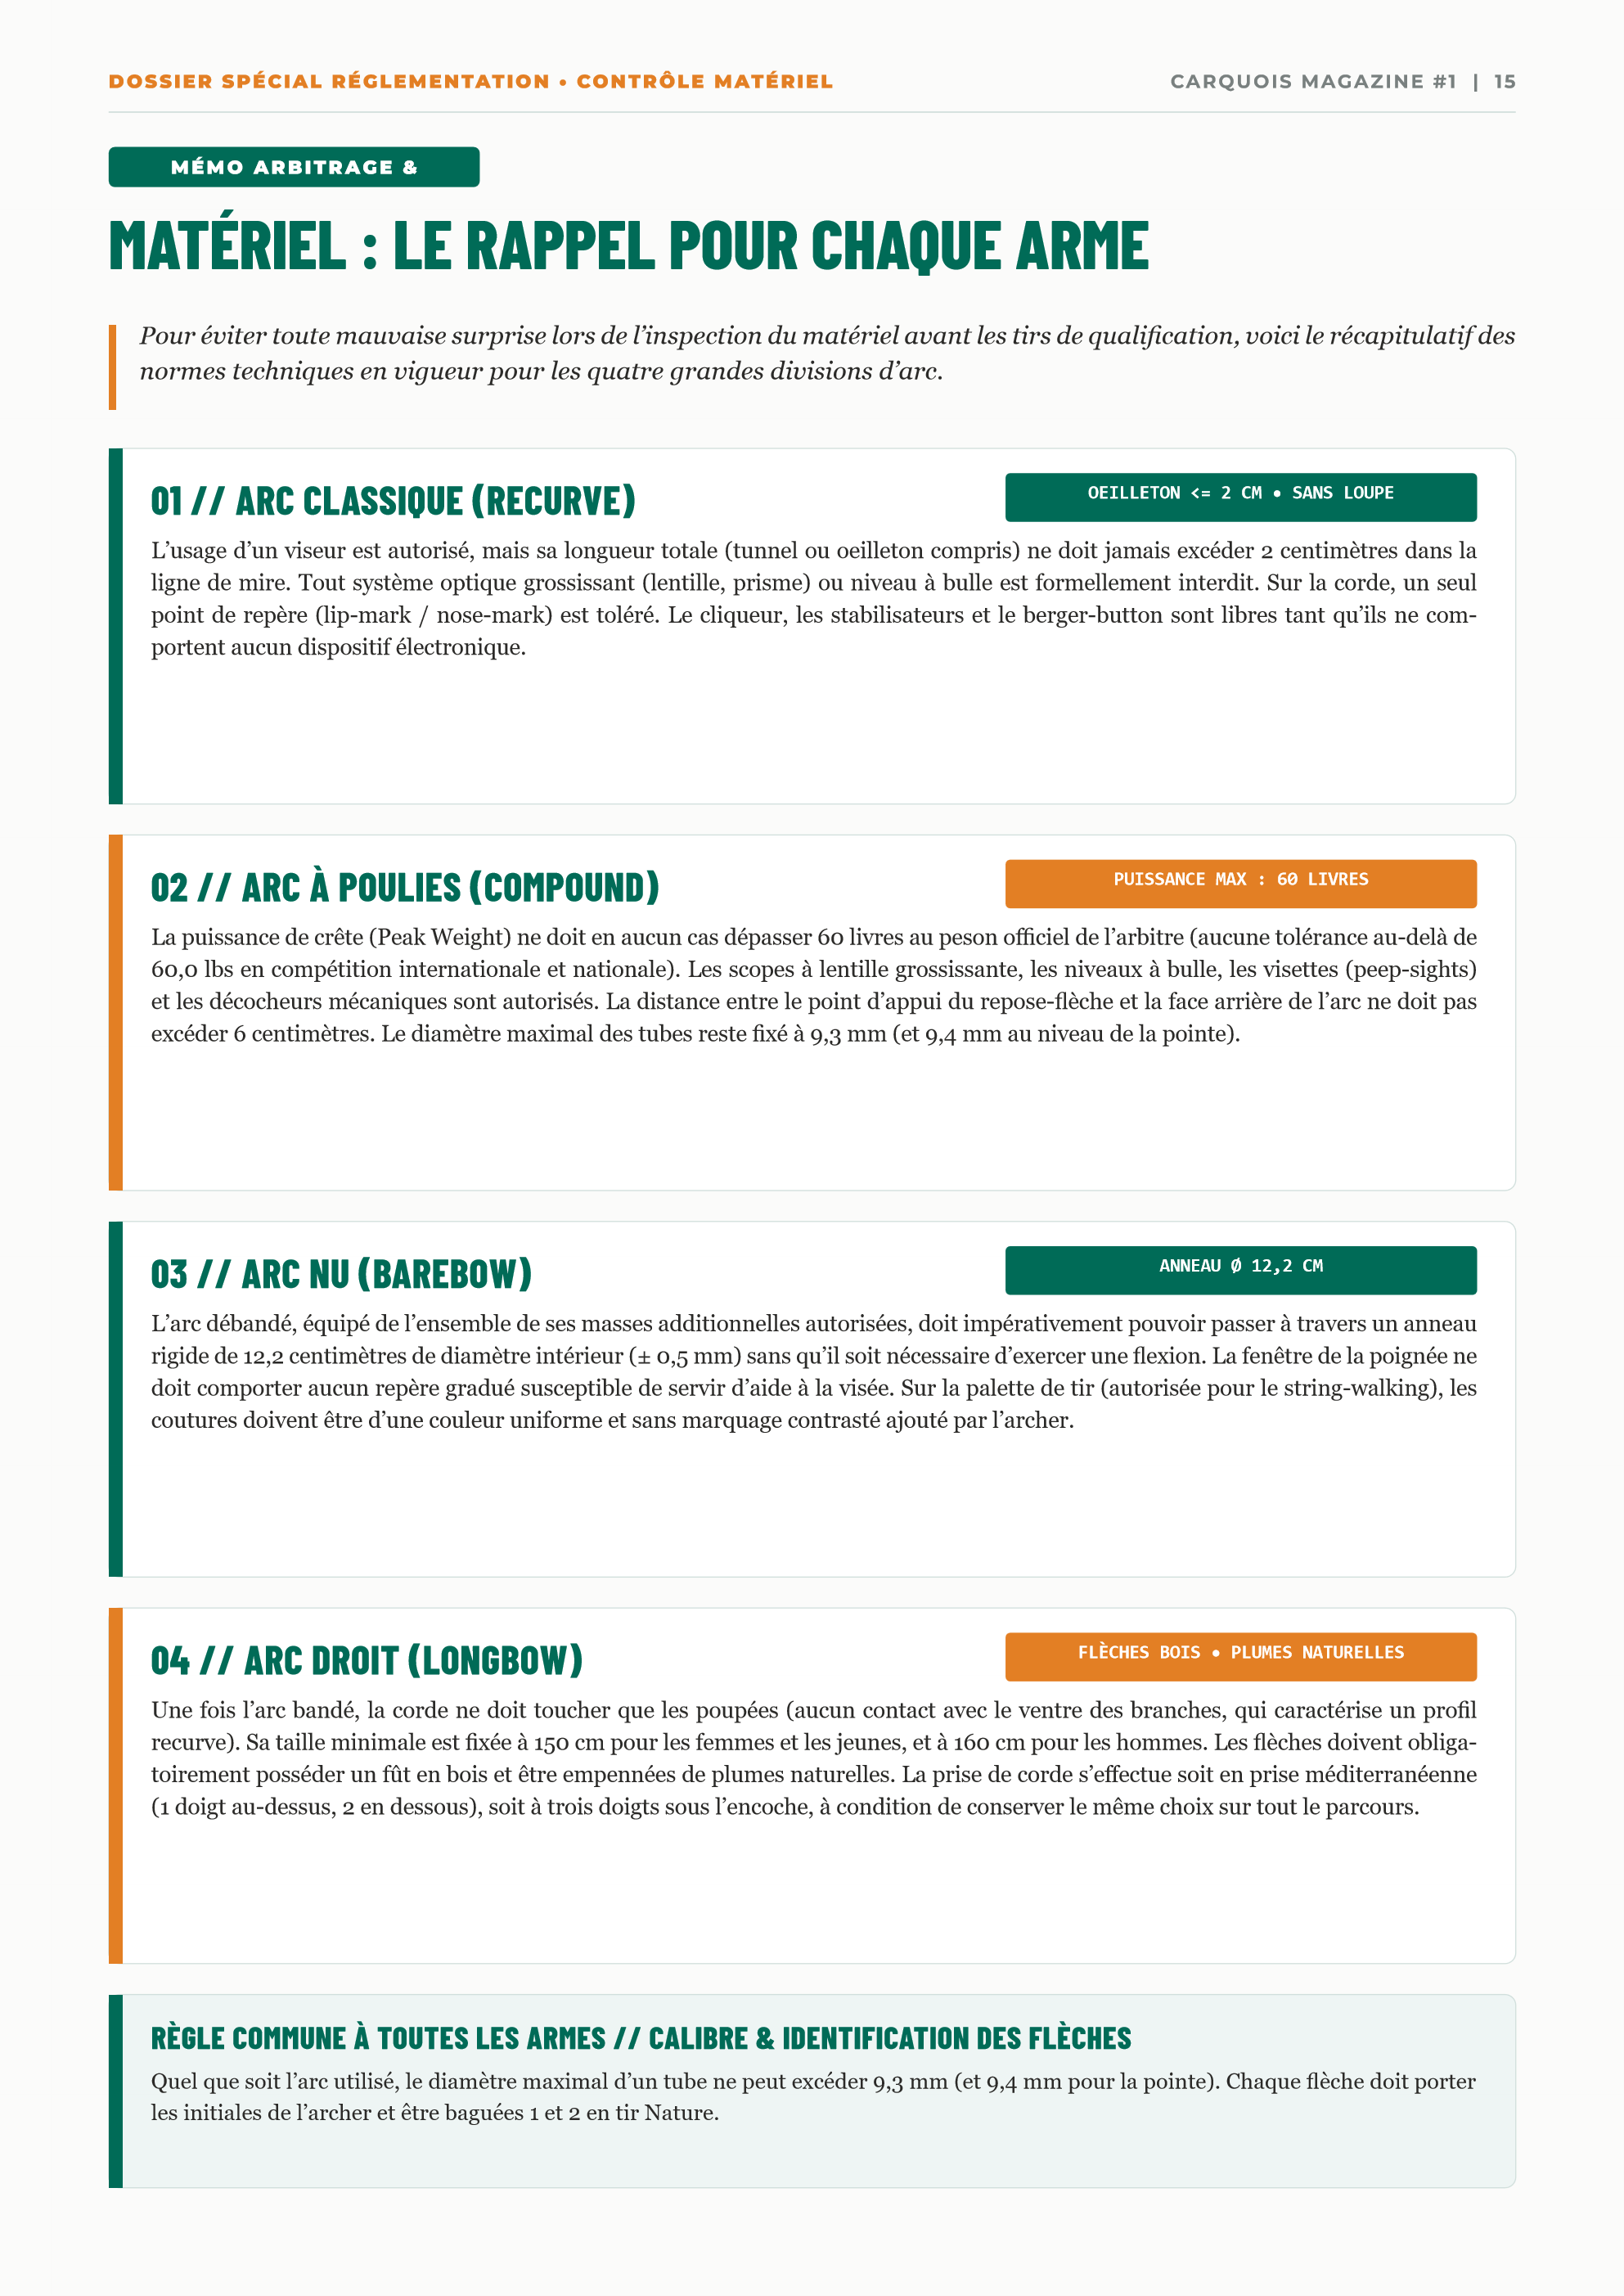 DOSSIER SPÉCIAL RÉGLEMENTATION • CONTRÔLE MATÉRIEL
CARQUOIS MAGAZINE #1 | 15
MÉMO ARBITRAGE &
MATÉRIEL : LE RAPPEL POUR CHAQUE ARME
Pour éviter toute mauvaise surprise lors de l’inspection du matériel avant les tirs de qualification, voici le récapitulatif des
normes techniques en vigueur pour les quatre grandes divisions d’arc.
01 // ARC CLASSIQUE (RECURVE)
OEILLETON <= 2 CM • SANS LOUPE
L’usage d’un viseur est autorisé, mais sa longueur totale (tunnel ou oeilleton compris) ne doit jamais excéder 2 centimètres dans la
ligne de mire. Tout système optique grossissant (lentille, prisme) ou niveau à bulle est formellement interdit. Sur la corde, un seul
point de repère (lip-mark / nose-mark) est toléré. Le cliqueur, les stabilisateurs et le berger-button sont libres tant qu’ils ne com-
portent aucun dispositif électronique.
02 // ARC À POULIES (COMPOUND)
PUISSANCE MAX : 60 LIVRES
La puissance de crête (Peak Weight) ne doit en aucun cas dépasser 60 livres au peson officiel de l’arbitre (aucune tolérance au-delà de
60,0 lbs en compétition internationale et nationale). Les scopes à lentille grossissante, les niveaux à bulle, les visettes (peep-sights)
et les décocheurs mécaniques sont autorisés. La distance entre le point d’appui du repose-flèche et la face arrière de l’arc ne doit pas
excéder 6 centimètres. Le diamètre maximal des tubes reste fixé à 9,3 mm (et 9,4 mm au niveau de la pointe).
03 // ARC NU (BAREBOW)
ANNEAU Ø 12,2 CM
L’arc débandé, équipé de l’ensemble de ses masses additionnelles autorisées, doit impérativement pouvoir passer à travers un anneau
rigide de 12,2 centimètres de diamètre intérieur (± 0,5 mm) sans qu’il soit nécessaire d’exercer une flexion. La fenêtre de la poignée ne
doit comporter aucun repère gradué susceptible de servir d’aide à la visée. Sur la palette de tir (autorisée pour le string-walking), les
coutures doivent être d’une couleur uniforme et sans marquage contrasté ajouté par l’archer.
04 // ARC DROIT (LONGBOW)
FLÈCHES BOIS • PLUMES NATURELLES
Une fois l’arc bandé, la corde ne doit toucher que les poupées (aucun contact avec le ventre des branches, qui caractérise un profil
recurve). Sa taille minimale est fixée à 150 cm pour les femmes et les jeunes, et à 160 cm pour les hommes. Les flèches doivent obliga-
toirement posséder un fût en bois et être empennées de plumes naturelles. La prise de corde s’effectue soit en prise méditerranéenne
(1 doigt au-dessus, 2 en dessous), soit à trois doigts sous l’encoche, à condition de conserver le même choix sur tout le parcours.
RÈGLE COMMUNE À TOUTES LES ARMES // CALIBRE & IDENTIFICATION DES FLÈCHES
Quel que soit l’arc utilisé, le diamètre maximal d’un tube ne peut excéder 9,3 mm (et 9,4 mm pour la pointe). Chaque flèche doit porter
les initiales de l’archer et être baguées 1 et 2 en tir Nature.